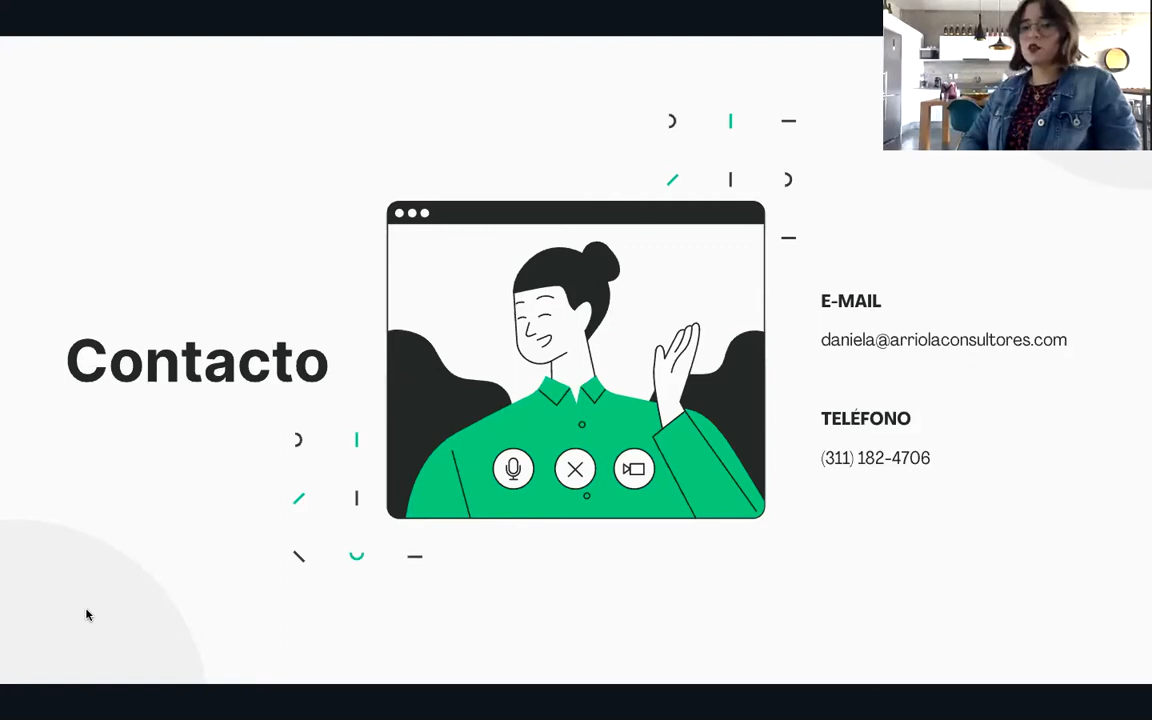 Contacto
E-MAIL
daniela@arriolaconsultores.com
TELÉFONO
(311) 182-4706